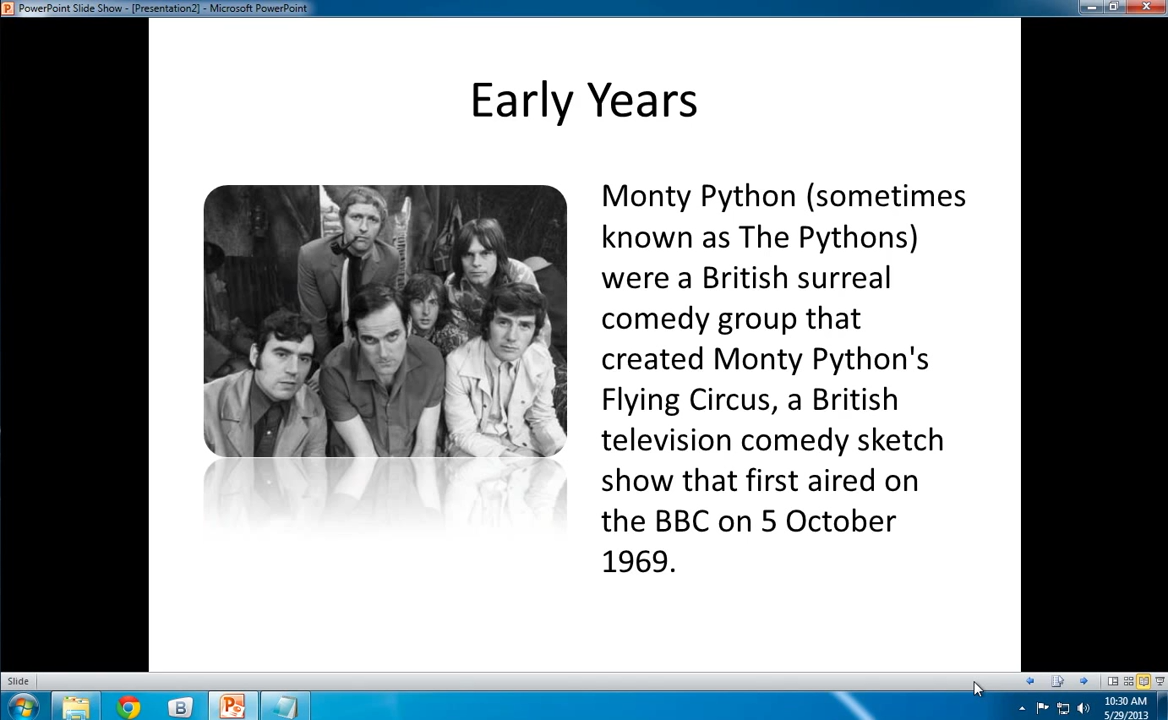 PowerPoint Slide Show - [Presentation2] - Microsoft PowerPoint
Early Years
Monty Python (sometimes
known as The Pythons)
were a British surreal
comedy group that
created Monty Python's
Flying Circus, a British
television comedy sketch
show that first aired on
the BBC on 5 October
1969.
Slide
10:30 AM
5/29/2013